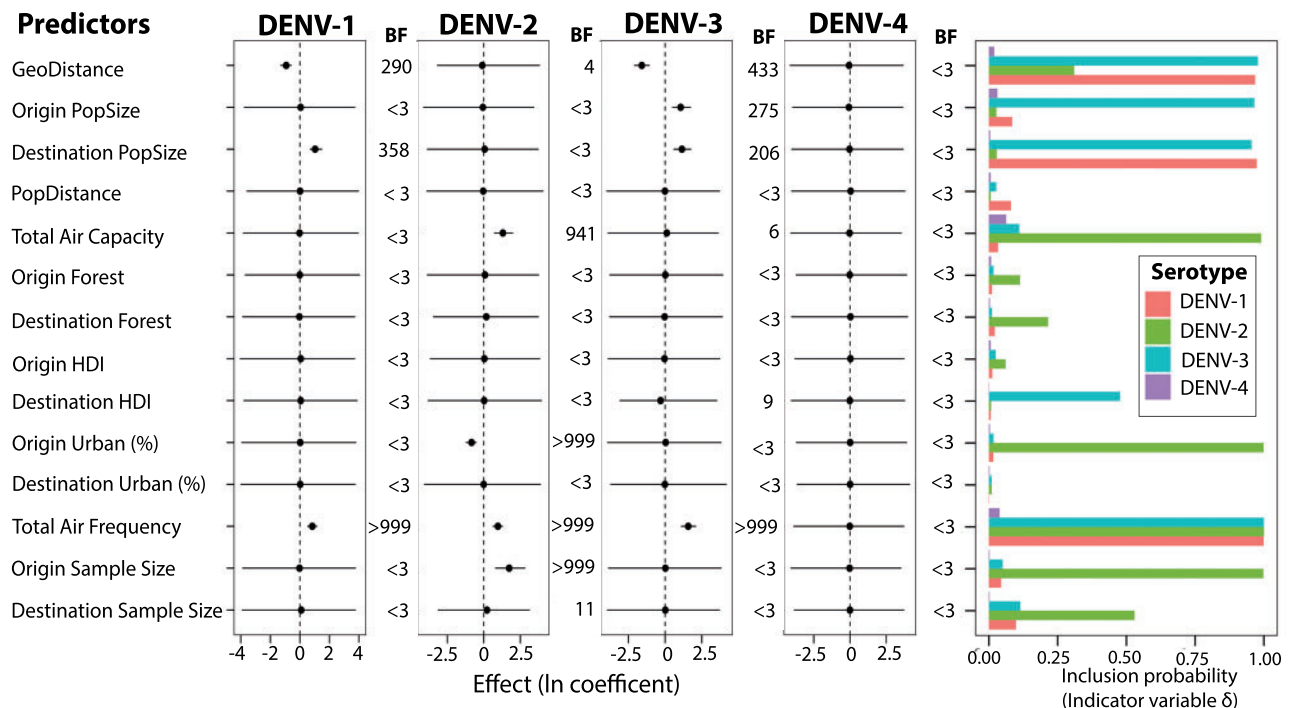 Predictors DENV-1 BF DENV-2 BF DENV-3 BF DENV-4 BF
GeoDistance 290 4 433 <3
Origin PopSize <3 <3 275 <3
Destination PopSize 358 <3 206 <3
PopDistance < 3 <3 <3 <3
Total Air Capacity <3 941 6 <3
Origin Forest <3 <3 <3 <3
Destination Forest <3 <3 <3 <3
Origin HDI <3 <3 <3 <3
Destination HDI <3 <3 9 <3
Origin Urban (%) <3 >999 <3 <3
Destination Urban (%) <3 <3 <3 <3
Total Air Frequency >999 >999 >999 <3
Origin Sample Size <3 >999 <3 <3
Destination Sample Size <3 11 <3 <3
Serotype
DENV-1
DENV-2
DENV-3
DENV-4
-4 -2 0 2 4 -2.5 0 2.5 -2.5 0 2.5 -2.5 0 2.5 0.00 0.25 0.50 0.75 1.00
Effect (ln coefficent)
Inclusion probability
(Indicator variable δ)